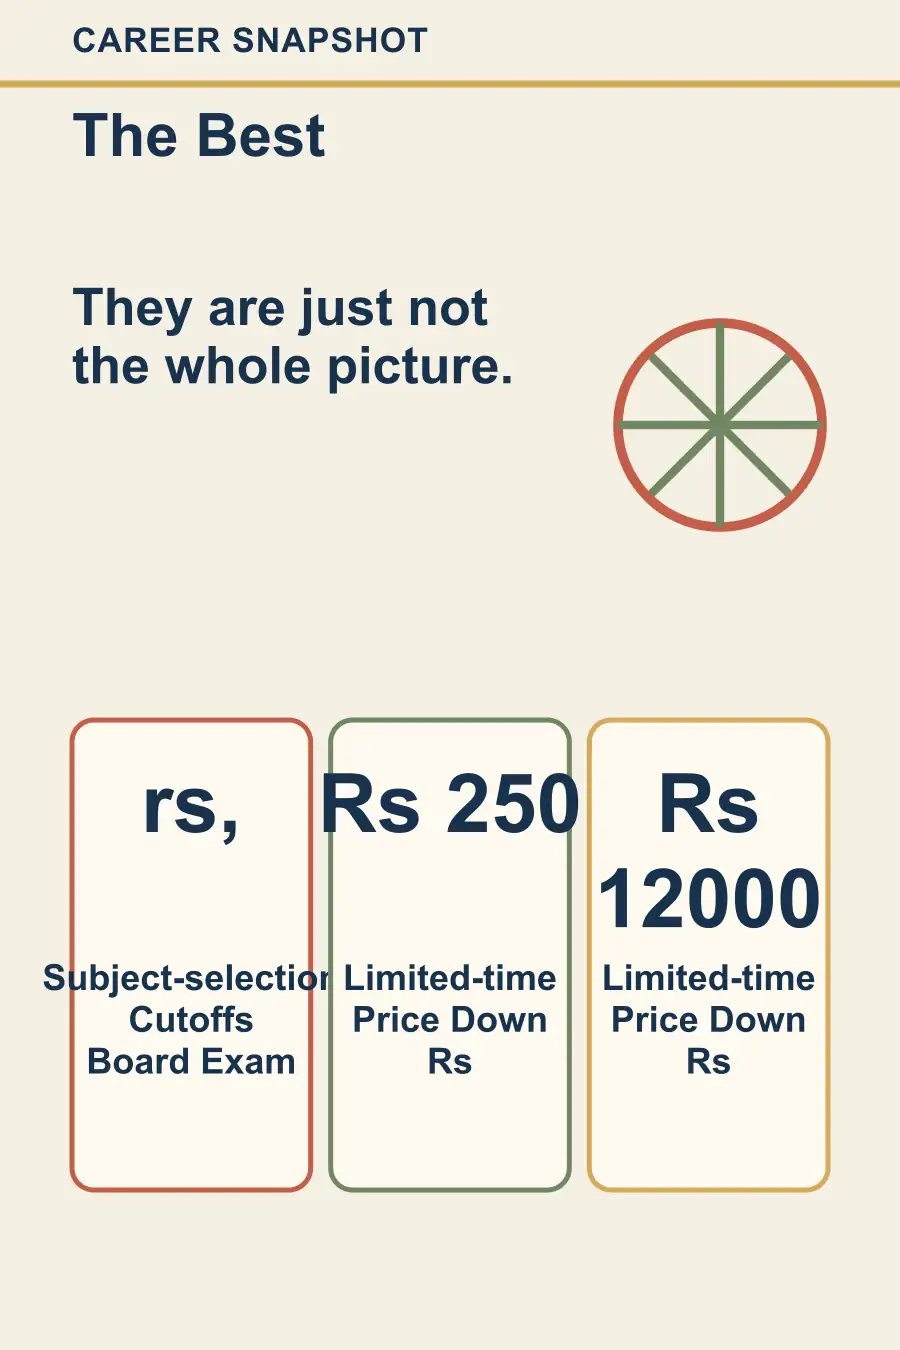 CAREER SNAPSHOT
The Best
They are just not
the whole picture.
rs,
Subject-selection
Cutoffs
Board Exam
Rs 250
Limited-time
Price Down
Rs
Rs
12000
Limited-time
Price Down
Rs